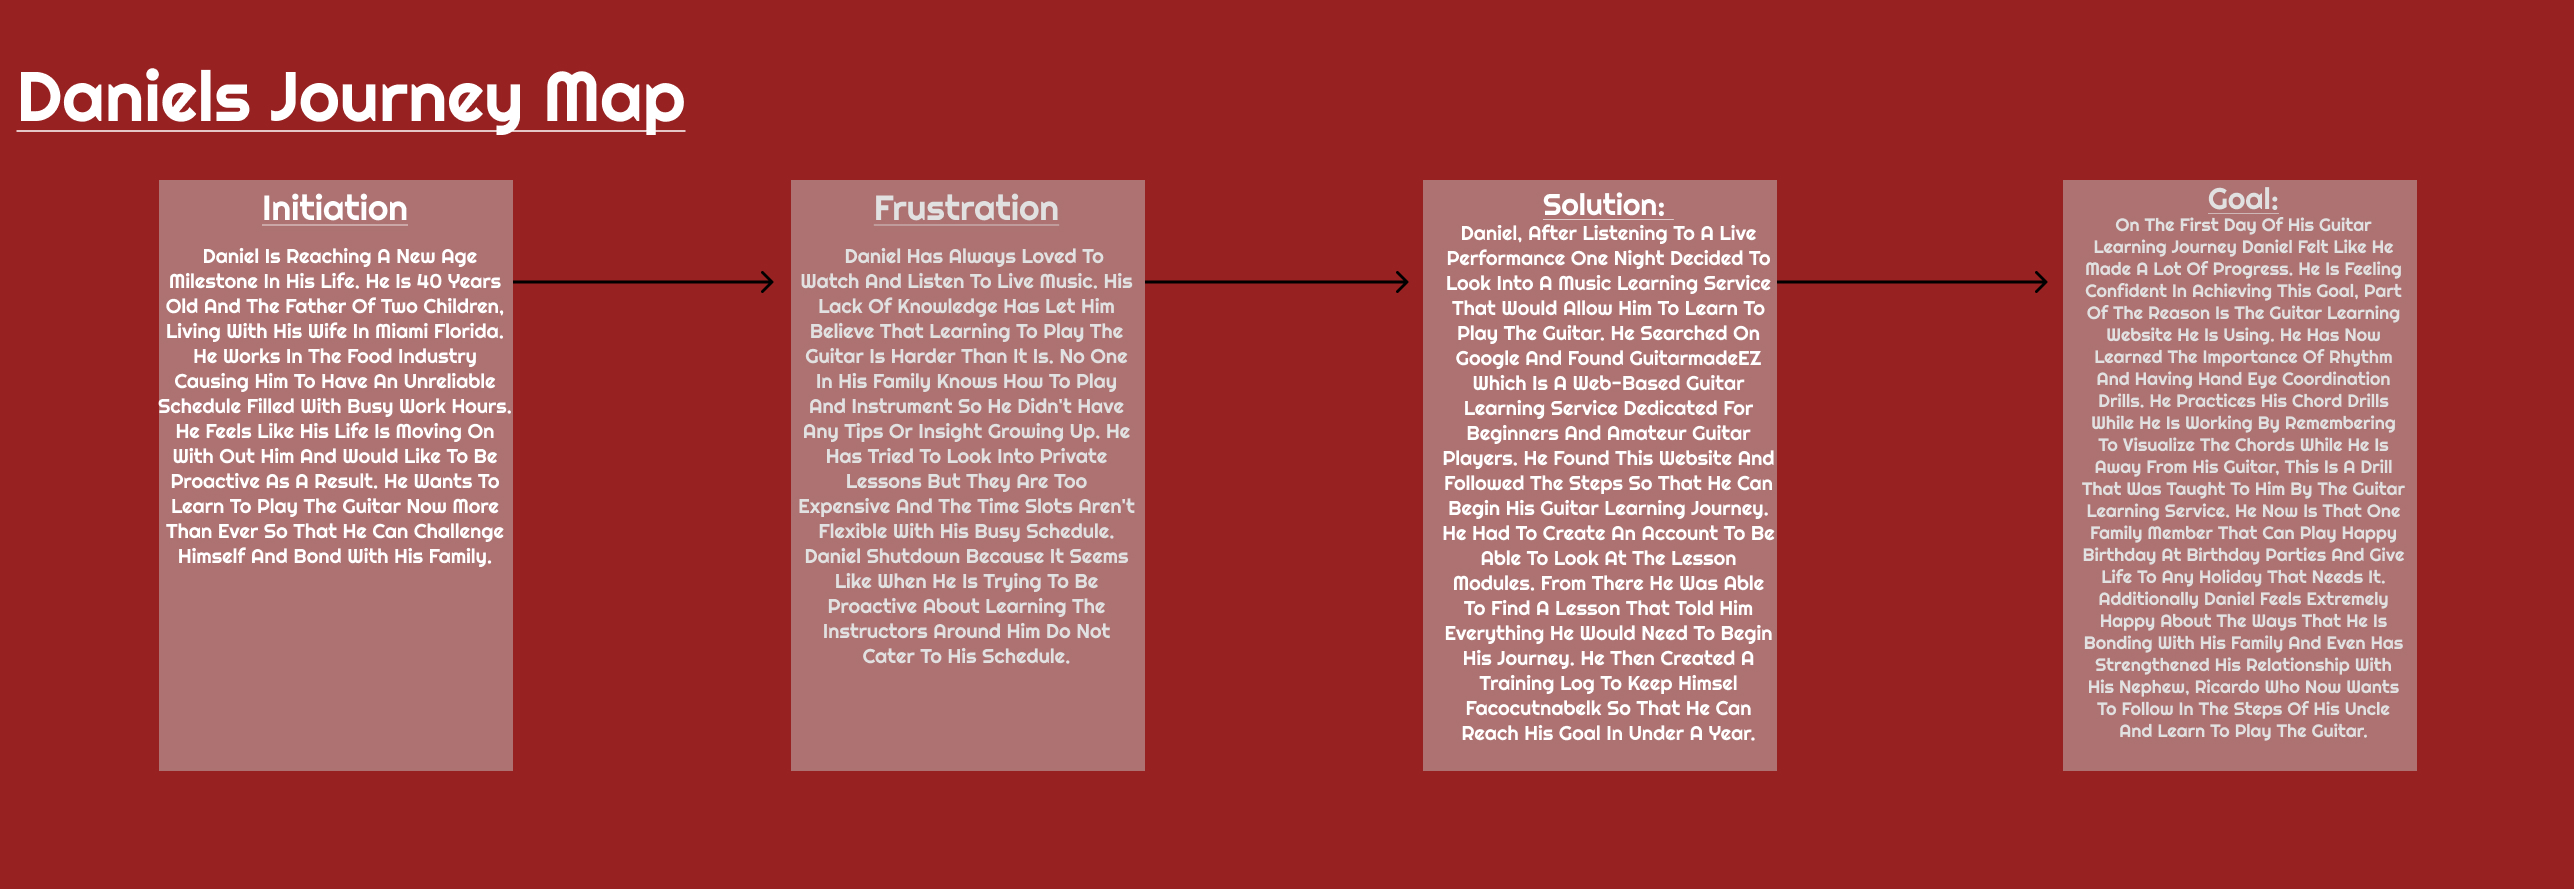 Daniels Journey Map
Initiation
Daniel Is Reaching A New Age
Milestone In His Life. He Is 40 Years
Old And The Father Of Two Children,
Living With His Wife In Miami Florida.
He Works In The Food Industry
Causing Him To Have An Unreliable
Schedule Filled With Busy Work Hours.
He Feels Like His Life Is Moving On
With Out Him And Would Like To Be
Proactive As A Result. He Wants To
Learn To Play The Guitar Now More
Than Ever So That He Can Challenge
Himself And Bond With His Family.
Frustration
Daniel Has Always Loved To
Watch And Listen To Live Music. His
Lack Of Knowledge Has Let Him
Believe That Learning To Play The
Guitar Is Harder Than It Is. No One
In His Family Knows How To Play
And Instrument So He Didn't Have
Any Tips Or Insight Growing Up. He
Has Tried To Look Into Private
Lessons But They Are Too
Expensive And The Time Slots Aren't
Flexible With His Busy Schedule.
Daniel Shutdown Because It Seems
Like When He Is Trying To Be
Proactive About Learning The
Instructors Around Him Do Not
Cater To His Schedule.
Solution:
Daniel, After Listening To A Live
Performance One Night Decided To
Look Into A Music Learning Service
That Would Allow Him To Learn To
Play The Guitar. He Searched On
Google And Found GuitarmadeEZ
Which Is A Web-Based Guitar
Learning Service Dedicated For
Beginners And Amateur Guitar
Players. He Found This Website And
Followed The Steps So That He Can
Begin His Guitar Learning Journey.
He Had To Create An Account To Be
Able To Look At The Lesson
Modules. From There He Was Able
To Find A Lesson That Told Him
Everything He Would Need To Begin
His Journey. He Then Created A
Training Log To Keep Himsel
Facocutnabelk So That He Can
Reach His Goal In Under A Year.
Goal:
On The First Day Of His Guitar
Learning Journey Daniel Felt Like He
Made A Lot Of Progress. He Is Feeling
Confident In Achieving This Goal, Part
Of The Reason Is The Guitar Learning
Website He Is Using. He Has Now
Learned The Importance Of Rhythm
And Having Hand Eye Coordination
Drills. He Practices His Chord Drills
While He Is Working By Remembering
To Visualize The Chords While He Is
Away From His Guitar, This Is A Drill
That Was Taught To Him By The Guitar
Learning Service. He Now Is That One
Family Member That Can Play Happy
Birthday At Birthday Parties And Give
Life To Any Holiday That Needs It.
Additionally Daniel Feels Extremely
Happy About The Ways That He Is
Bonding With His Family And Even Has
Strengthened His Relationship With
His Nephew, Ricardo Who Now Wants
To Follow In The Steps Of His Uncle
And Learn To Play The Guitar.